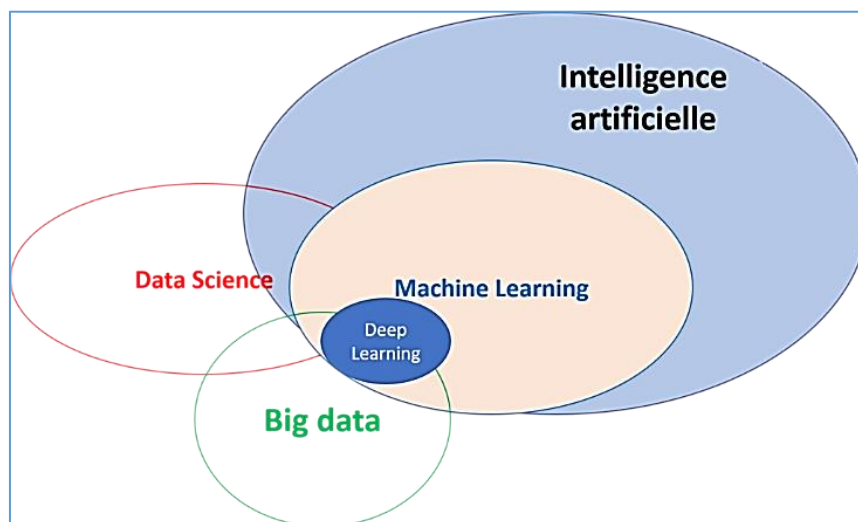 Intelligence
artificielle
Data Science
Machine Learning
Deep
Learning
Big data